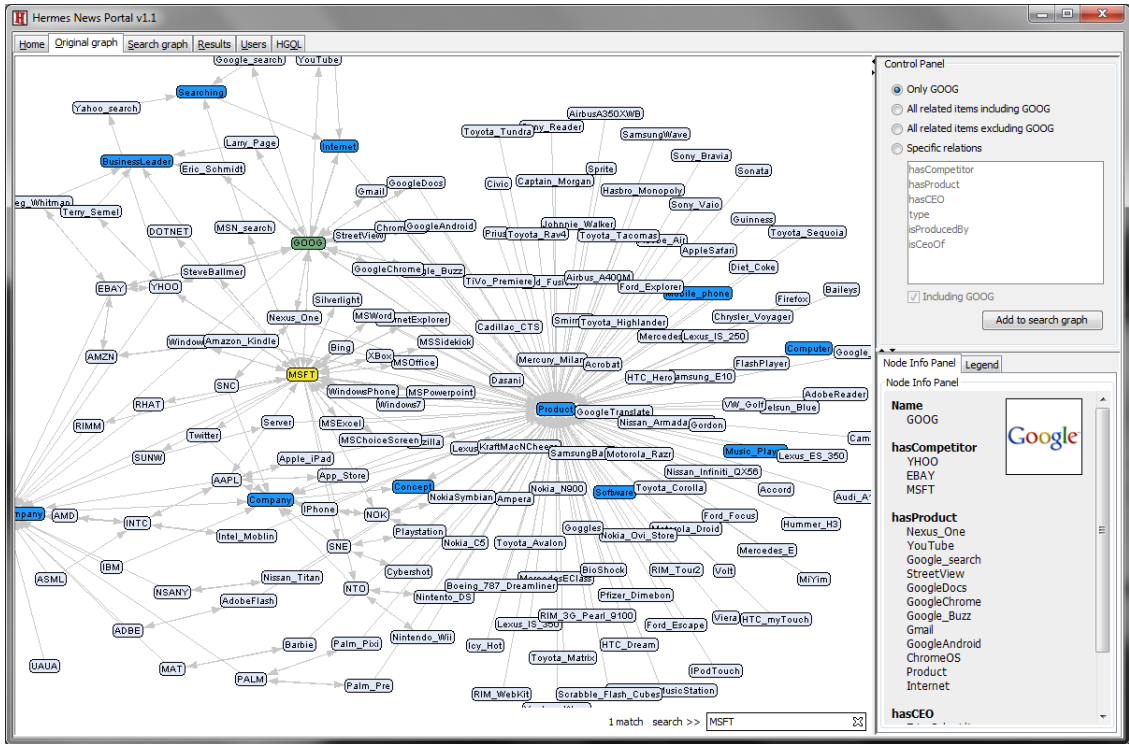 Hermes News Portal v1.1
Home
Original graph
Search graph
Results
Users
HGQL
Google_search
YouTube
Searching
Yahoo_search
AirbusA350XWB
Toyota_Tundra
SamsungWave
Larry_Page
Internet
BusinessLeader
Eric_Schmidt
Sony_Bravia
Sprite
Sonata
Gmail
GoogleDocs
Civic
Captain_Morgan
Hasbro_Monopoly
Sony_Vaio
Terry_Semel
DOTNET
MSN_search
StreetView
GoogleAndroid
Johnnie_Walker
Guinness
GOOG
Toyota_Rav4
Toyota_Tacomas
Toyota_Sequoia
AppleSafari
SteveBallmer
GoogleChrome
Diet_Coke
EBAY
YHOO
TiVo_Premiere
Airbus_A400M
Ford_Explorer
Baileys
Silverlight
Firefox
Nexus_One
MSWord
Cadillac_CTS
Toyota_Highlander
Chrysler_Voyager
Amazon_Kindle
MSSidekick
Lexus_IS_250
AMZN
Bing
XBox
MSOffice
Mercury_Milan
Acrobat
FlashPlayer
Computer
MSFT
Dasani
HTC_Hero
SNC
WindowsPhone
MSPowerpoint
AdobeReader
RHAT
Windows7
Product
GoogleTranslate
VW_Golf
RIMM
Server
MSExcel
Nissan_Armada
Gordon
Twitter
MSChoiceScreen
SUNW
KraftMacNCheese
Motorola_Razr
Lexus_ES_350
Apple_iPad
Nissan_Infiniti_QX56
AAPL
App_Store
Concept
Nokia_N900
Software
Toyota_Corolla
Accord
Company
NokiaSymbian
Ampera
AMD
INTC
IPhone
NOK
Ford_Focus
Intel_Moblin
Playstation
Goggles
Nokia_Ovi_Store
Hummer_H3
SNE
Nokia_C5
Toyota_Avalon
Mercedes_E
IBM
Cybershot
BioShock
RIM_Tour2
Volt
ASML
Nissan_Titan
MiYim
NSANY
NTO
Boeing_787_Dreamliner
AdobeFlash
Nintento_DS
Pfizer_Dimebon
RIM_3G_Pearl_9100
Viera
HTC_myTouch
ADBE
Lexus_IS_350
Ford_Escape
Barbie
Palm_Pixi
Nintendo_Wii
Icy_Hot
HTC_Dream
UAUA
MAT
Toyota_Matrix
IPodTouch
PALM
Palm_Pre
RIM_WebKit
Scrabble_Flash_Cubes
1 match search >> MSFT
Control Panel
Only GOOG
All related items including GOOG
All related items excluding GOOG
Specific relations
hasCompetitor
hasProduct
hasCEO
type
isProducedBy
isCeoOf
Including GOOG
Add to search graph
Node Info Panel
Legend
Node Info Panel
Name
GOOG
Google
hasCompetitor
YHOO
EBAY
MSFT
hasProduct
Nexus_One
YouTube
Google_search
StreetView
GoogleDocs
GoogleChrome
Google_Buzz
Gmail
GoogleAndroid
ChromeOS
Product
Internet
hasCEO